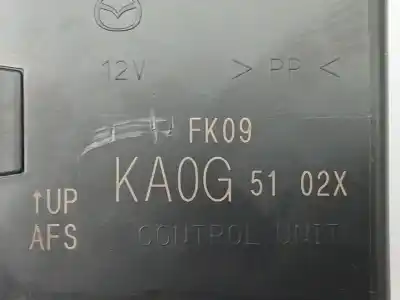 12V > PP <
FK09
KA0G 51 02X
↑UP
AFS CONTROL UNIT